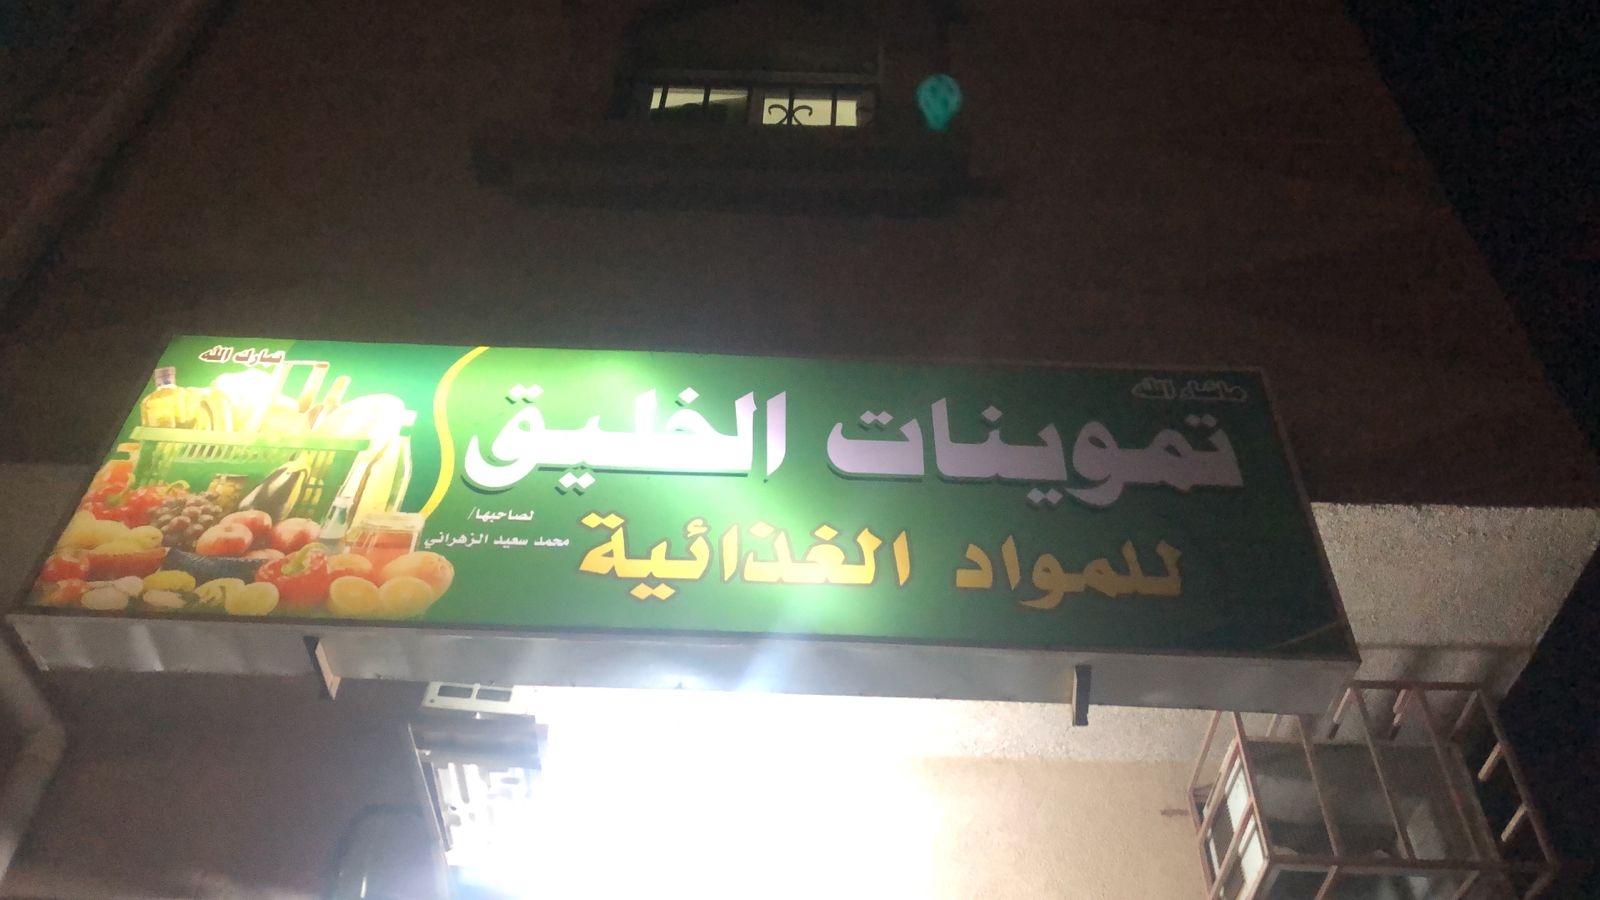 ماشاء الله
تبارك الله
تموينات الخليق
للمواد الغذائية
لصاحبها/
محمد سعيد الزهراني